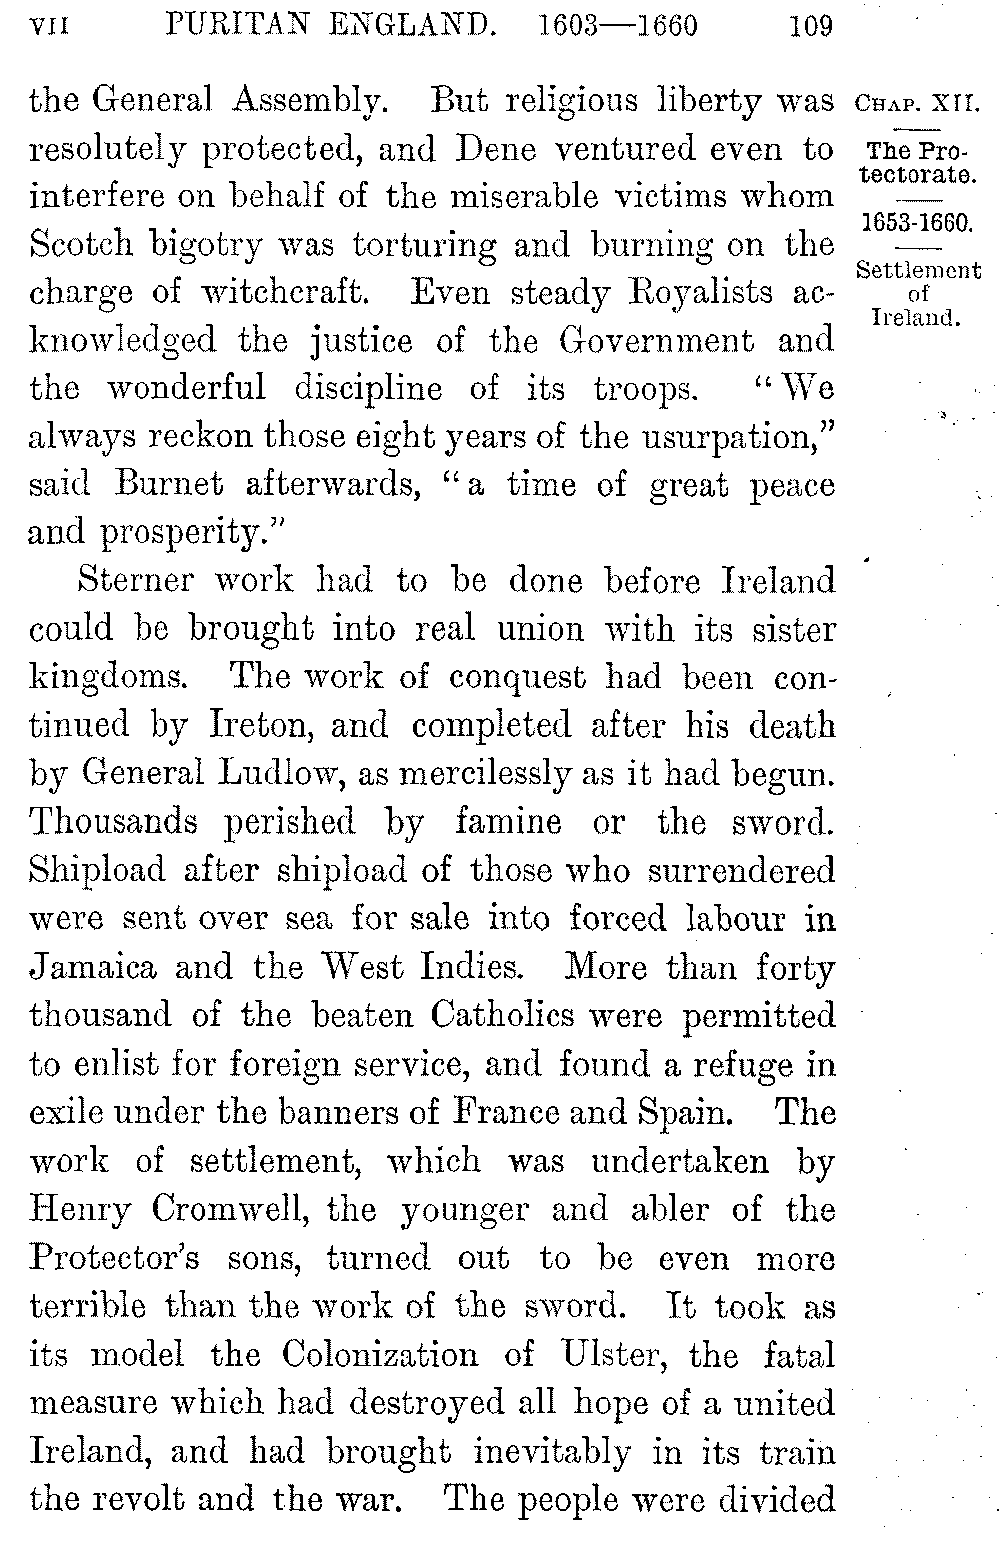 VII PURITAN ENGLAND. 1603—1660 109
the General Assembly. But religious liberty was
resolutely protected, and Dene ventured even to
interfere on behalf of the miserable victims whom
Scotch bigotry was torturing and burning on the
charge of witchcraft. Even steady Royalists ac-
knowledged the justice of the Government and
the wonderful discipline of its troops. “We
always reckon those eight years of the usurpation,”
said Burnet afterwards, “a time of great peace
and prosperity.”
Sterner work had to be done before Ireland
could be brought into real union with its sister
kingdoms. The work of conquest had been con-
tinued by Ireton, and completed after his death
by General Ludlow, as mercilessly as it had begun.
Thousands perished by famine or the sword.
Shipload after shipload of those who surrendered
were sent over sea for sale into forced labour in
Jamaica and the West Indies. More than forty
thousand of the beaten Catholics were permitted
to enlist for foreign service, and found a refuge in
exile under the banners of France and Spain. The
work of settlement, which was undertaken by
Henry Cromwell, the younger and abler of the
Protector’s sons, turned out to be even more
terrible than the work of the sword. It took as
its model the Colonization of Ulster, the fatal
measure which had destroyed all hope of a united
Ireland, and had brought inevitably in its train
the revolt and the war. The people were divided
CHAP. XII.
The Pro-
tectorate.
1653-1660.
Settlement
of
Ireland.